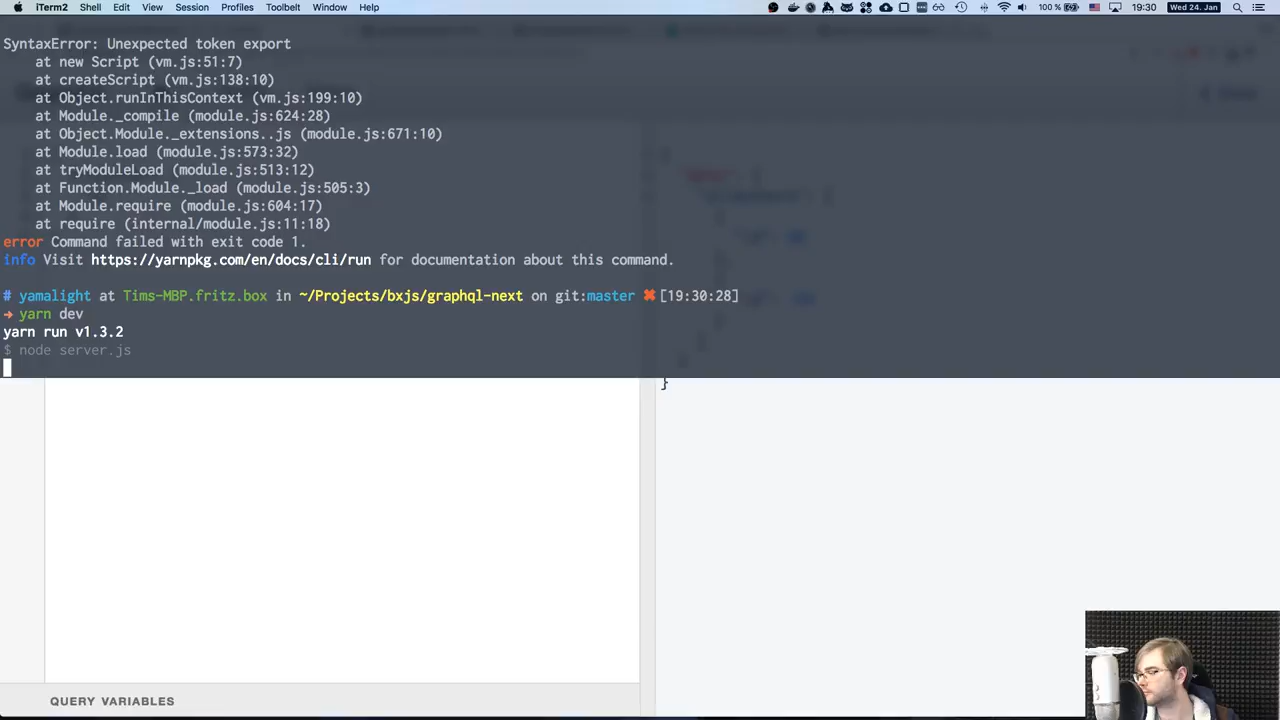 iTerm2 Shell Edit View Session Profiles Toolbelt Window Help 100 % 19:30 Wed 24. Jan
SyntaxError: Unexpected token export
at new Script (vm.js:51:7)
at createScript (vm.js:138:10)
at Object.runInThisContext (vm.js:199:10)
at Module._compile (module.js:624:28)
at Object.Module._extensions..js (module.js:671:10)
at Module.load (module.js:573:32)
at tryModuleLoad (module.js:513:12)
at Function.Module._load (module.js:505:3)
at Module.require (module.js:604:17)
at require (internal/module.js:11:18)
error Command failed with exit code 1.
info Visit https://yarnpkg.com/en/docs/cli/run for documentation about this command.
# yamalight at Tims-MBP.fritz.box in ~/Projects/bxjs/graphql-next on git:master ✖ [19:30:28]
→ yarn dev
yarn run v1.3.2
$ node server.js
}
QUERY VARIABLES